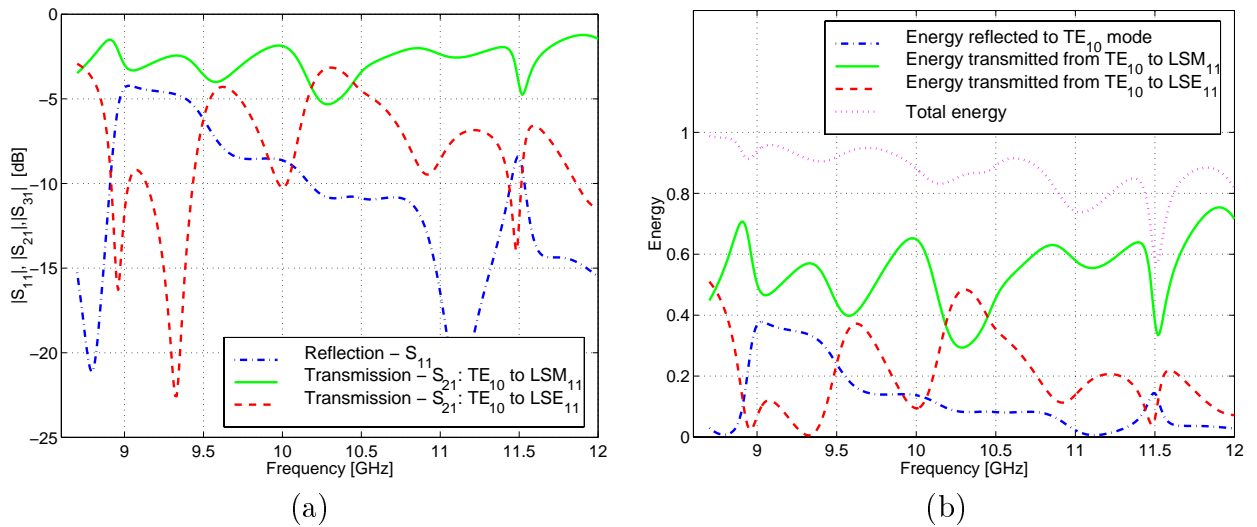 0
−5
−10
−15
−20
−25
9
9.5
10
10.5
11
11.5
12
Frequency [GHz]
|S11|, |S21|,|S31| [dB]
Reflection − S11
Transmission − S21: TE10 to LSM11
Transmission − S21: TE10 to LSE11
(a)
1
0.8
0.6
0.4
0.2
0
9
9.5
10
10.5
11
11.5
12
Frequency [GHz]
Energy
Energy reflected to TE10 mode
Energy transmitted from TE10 to LSM11
Energy transmitted from TE10 to LSE11
Total energy
(b)